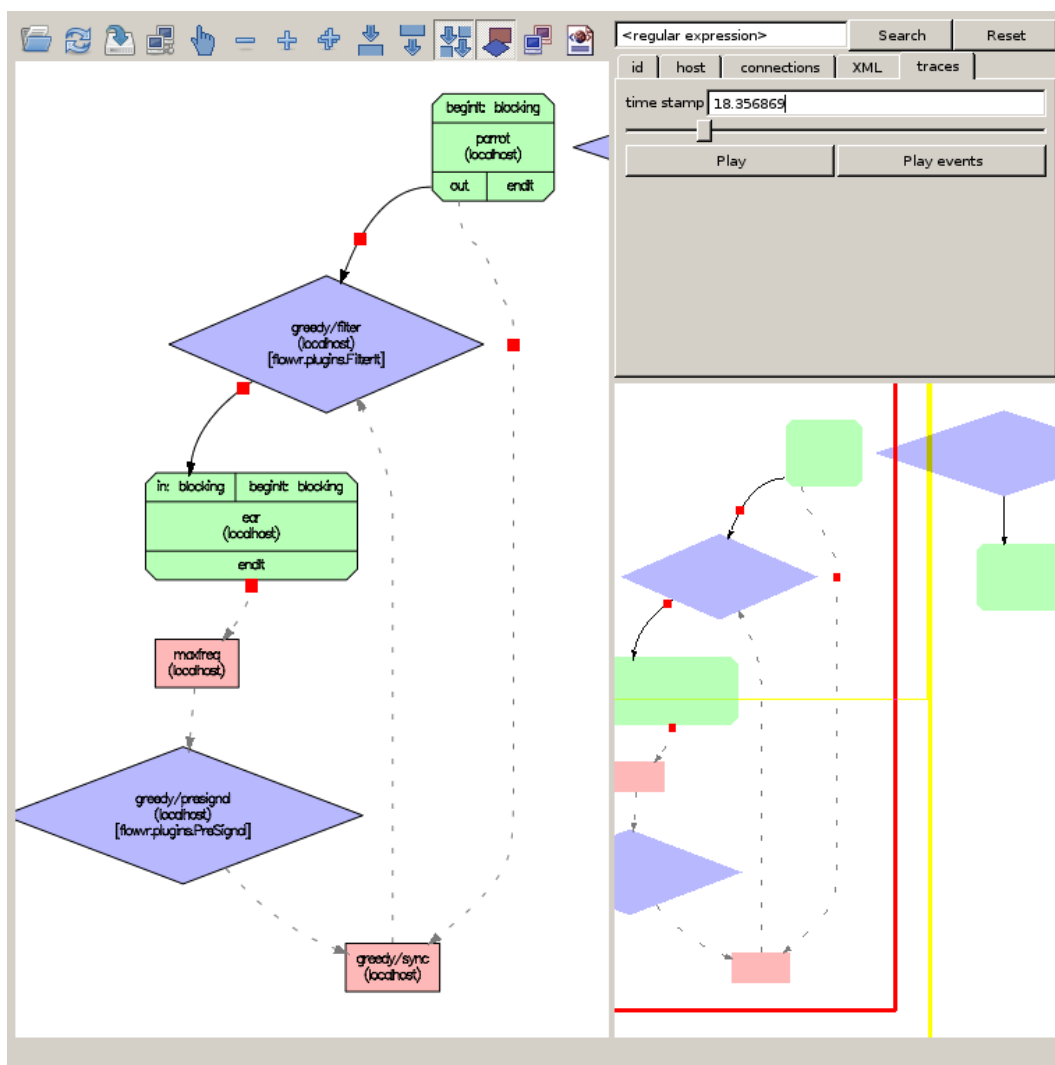 <regular expression>
Search
Reset
id
host
connections
XML
traces
time stamp
18.356869
Play
Play events
beginIt: blocking
parrot
(localhost)
out
endIt
greedy/filter
(localhost)
[flowvr.plugins.FilterIt]
in: blocking
beginIt: blocking
ear
(localhost)
endIt
maxfreq
(localhost)
greedy/presignal
(localhost)
[flowvr.plugins.PreSignal]
greedy/sync
(localhost)